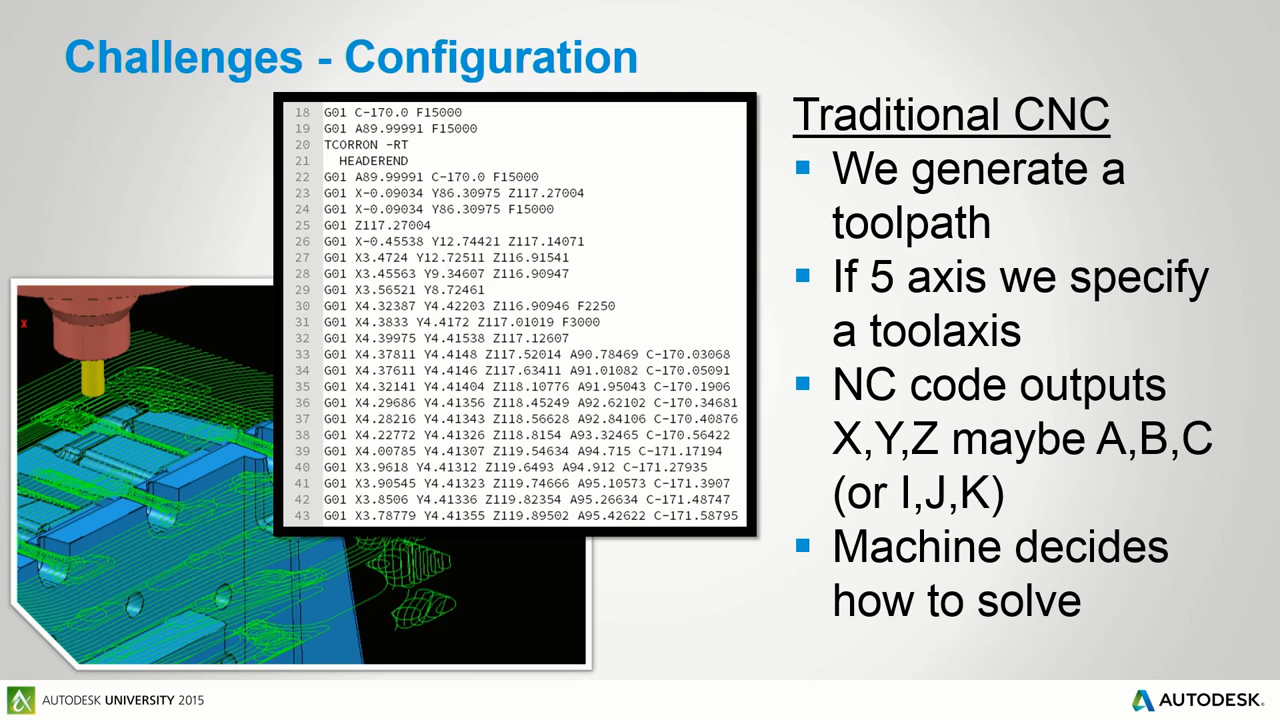 Challenges - Configuration
18 G01 C-170.0 F15000
19 G01 A89.99991 F15000
20 TCORRON -RT
21 HEADEREND
22 G01 A89.99991 C-170.0 F15000
23 G01 X-0.09034 Y86.30975 Z117.27004
24 G01 X-0.09034 Y86.30975 F15000
25 G01 Z117.27004
26 G01 X-0.45538 Y12.74421 Z117.14071
27 G01 X3.4724 Y12.72511 Z116.91541
28 G01 X3.45563 Y9.34607 Z116.90947
29 G01 X3.56521 Y8.72461
30 G01 X4.32387 Y4.42203 Z116.90946 F2250
31 G01 X4.3833 Y4.4172 Z117.01019 F3000
32 G01 X4.39975 Y4.41538 Z117.12607
33 G01 X4.37811 Y4.4148 Z117.52014 A90.78469 C-170.03068
34 G01 X4.37611 Y4.4146 Z117.63411 A91.01082 C-170.05091
35 G01 X4.32141 Y4.41404 Z118.10776 A91.95043 C-170.1906
36 G01 X4.29686 Y4.41356 Z118.45249 A92.62102 C-170.34681
37 G01 X4.28216 Y4.41343 Z118.56628 A92.84106 C-170.40876
38 G01 X4.22772 Y4.41326 Z118.8154 A93.32465 C-170.56422
39 G01 X4.00785 Y4.41307 Z119.54634 A94.715 C-171.17194
40 G01 X3.9618 Y4.41312 Z119.6493 A94.912 C-171.27935
41 G01 X3.90545 Y4.41323 Z119.74666 A95.10573 C-171.3907
42 G01 X3.8506 Y4.41336 Z119.82354 A95.26634 C-171.48747
43 G01 X3.78779 Y4.41355 Z119.89502 A95.42622 C-171.58795
X
Traditional CNC
We generate a
toolpath
If 5 axis we specify
a toolaxis
NC code outputs
X,Y,Z maybe A,B,C
(or I,J,K)
Machine decides
how to solve
AUTODESK UNIVERSITY 2015
AUTODESK.